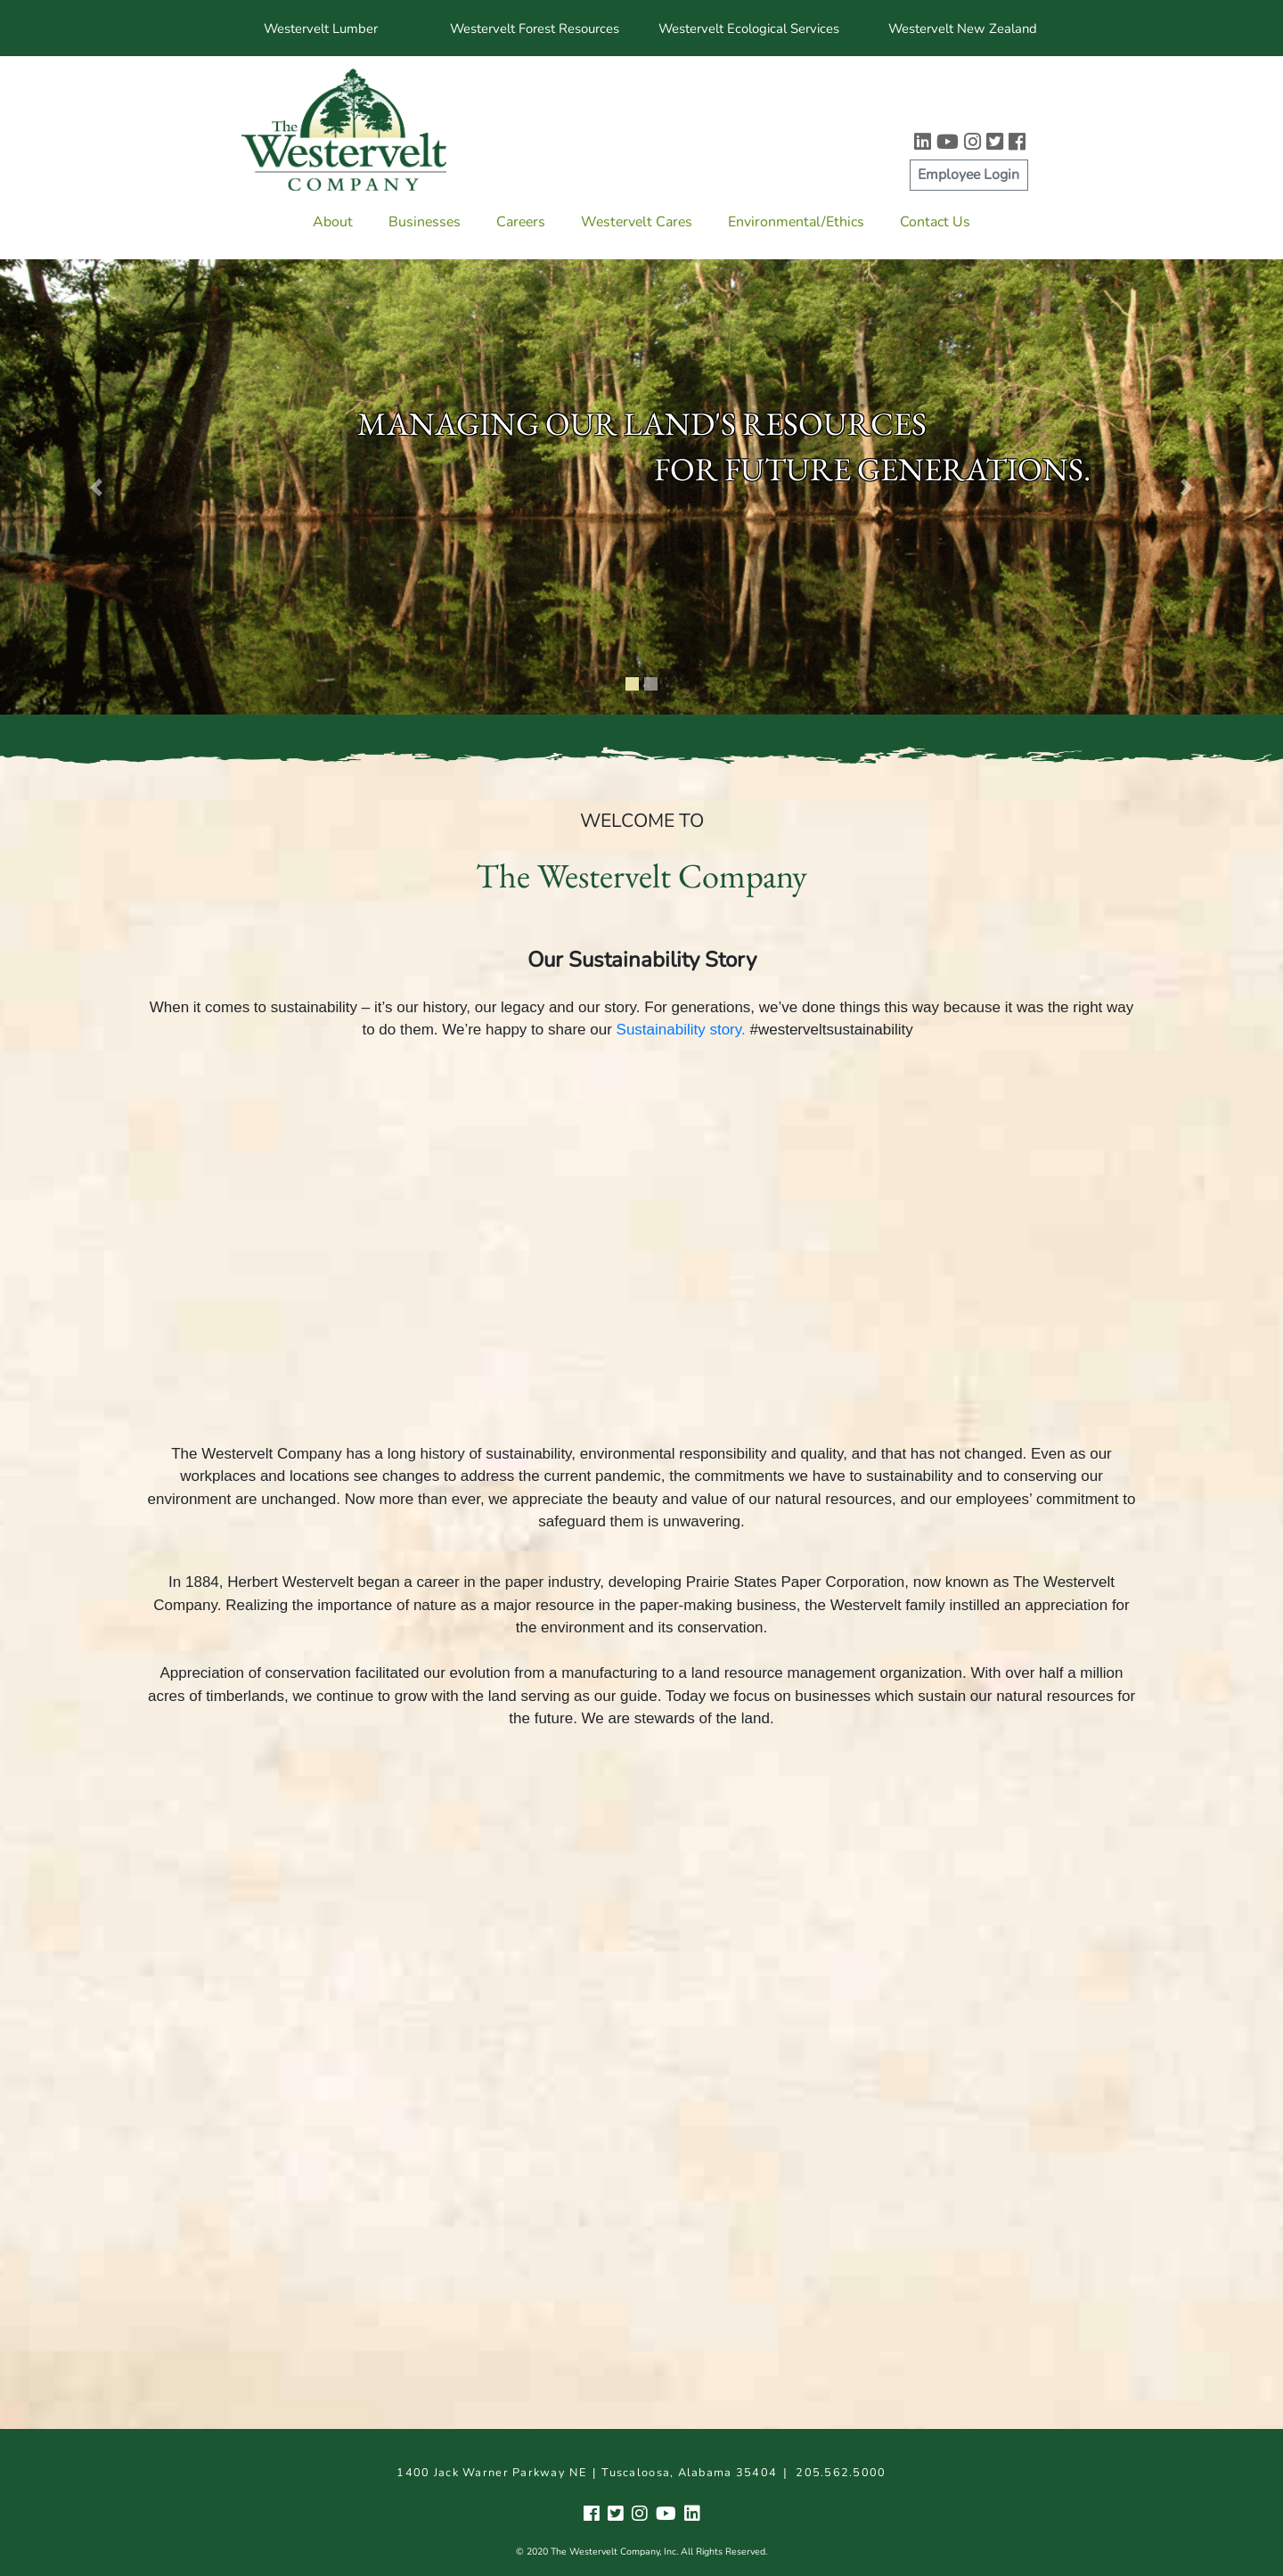 Westervelt Lumber
Westervelt Forest Resources
Westervelt Ecological Services
Westervelt New Zealand
The
Westervelt
COMPANY
Employee Login
About
Businesses
Careers
Westervelt Cares
Environmental/Ethics
Contact Us
MANAGING OUR LAND'S RESOURCES
FOR FUTURE GENERATIONS.
WELCOME TO
The Westervelt Company
Our Sustainability Story
When it comes to sustainability – it’s our history, our legacy and our story. For generations, we’ve done things this way because it was the right way
to do them. We’re happy to share our Sustainability story. #westerveltsustainability
The Westervelt Company has a long history of sustainability, environmental responsibility and quality, and that has not changed. Even as our
workplaces and locations see changes to address the current pandemic, the commitments we have to sustainability and to conserving our
environment are unchanged. Now more than ever, we appreciate the beauty and value of our natural resources, and our employees’ commitment to
safeguard them is unwavering.
In 1884, Herbert Westervelt began a career in the paper industry, developing Prairie States Paper Corporation, now known as The Westervelt
Company. Realizing the importance of nature as a major resource in the paper-making business, the Westervelt family instilled an appreciation for
the environment and its conservation.
Appreciation of conservation facilitated our evolution from a manufacturing to a land resource management organization. With over half a million
acres of timberlands, we continue to grow with the land serving as our guide. Today we focus on businesses which sustain our natural resources for
the future. We are stewards of the land.
1400 Jack Warner Parkway NE | Tuscaloosa, Alabama 35404 | 205.562.5000
© 2020 The Westervelt Company, Inc. All Rights Reserved.